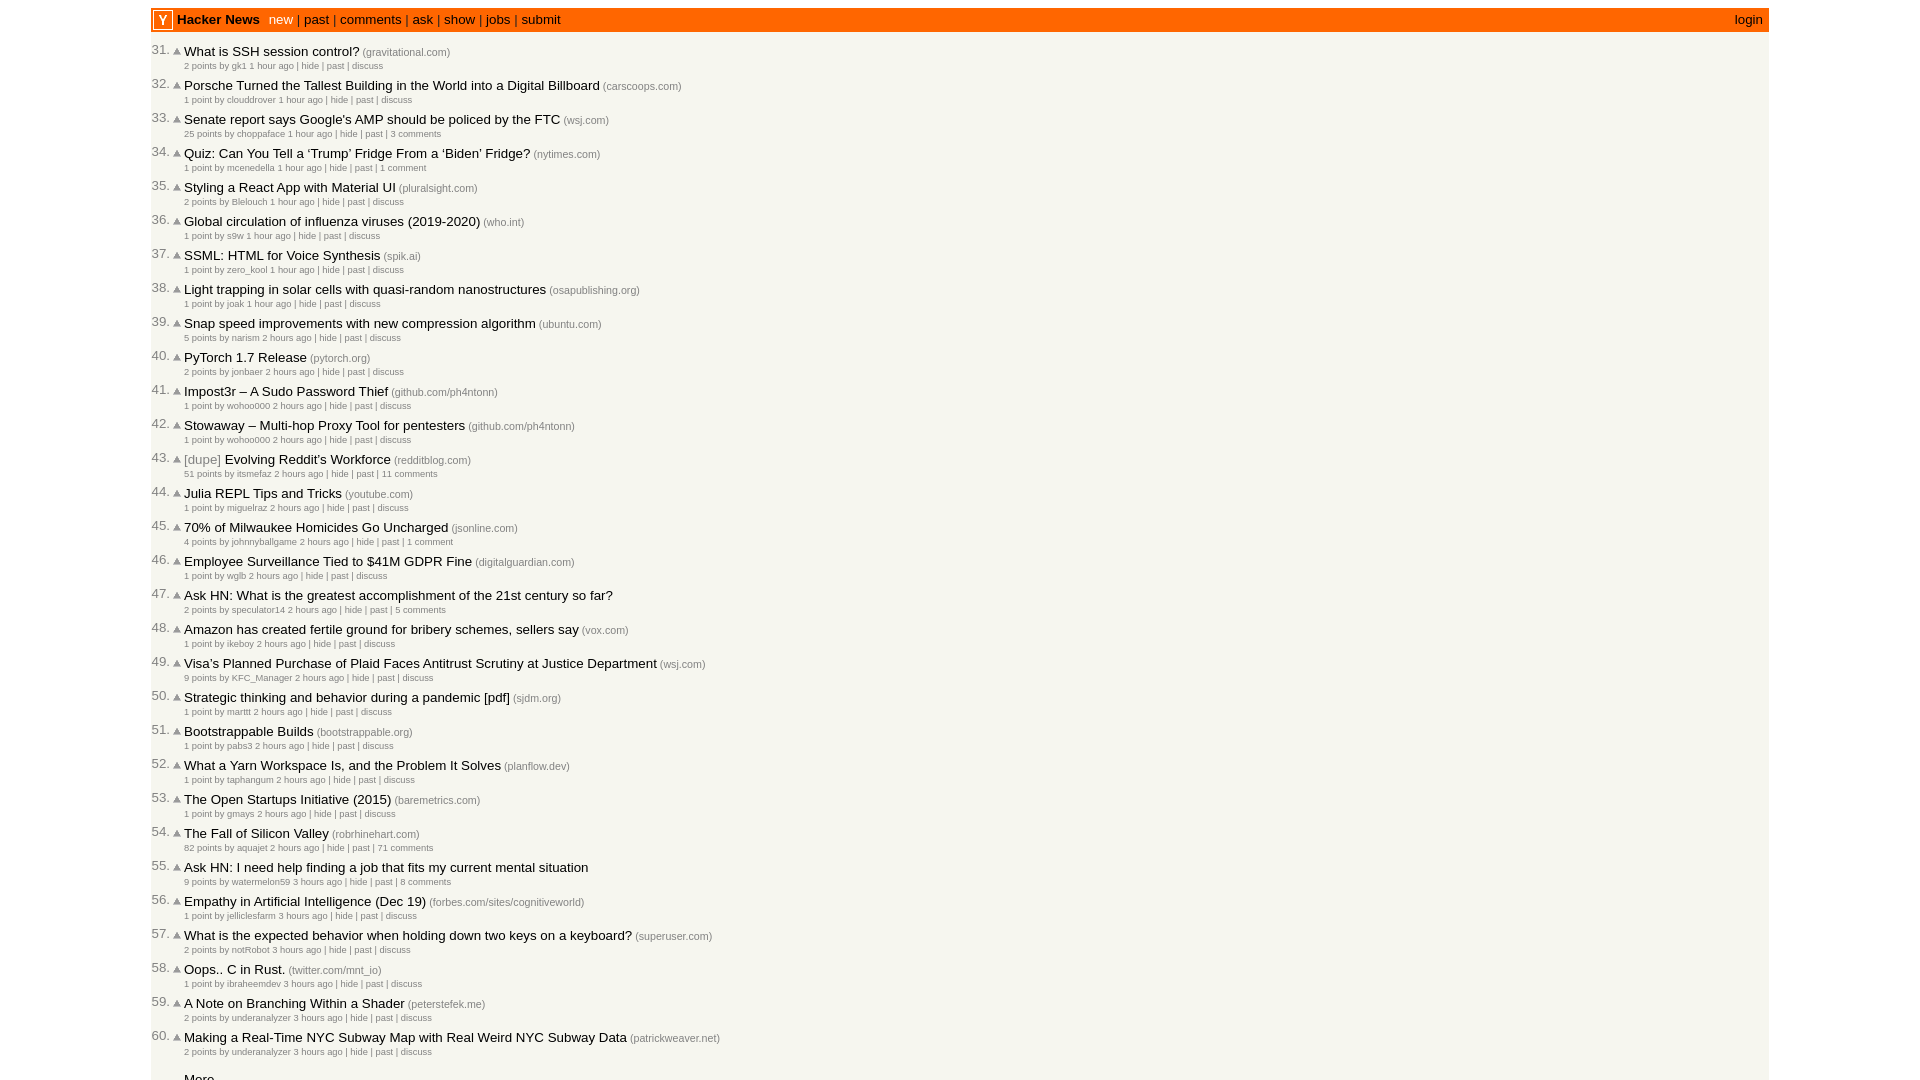 Y Hacker News new | past | comments | ask | show | jobs | submit login
31. What is SSH session control? (gravitational.com)
2 points by gk1 1 hour ago | hide | past | discuss
32. Porsche Turned the Tallest Building in the World into a Digital Billboard (carscoops.com)
1 point by clouddrover 1 hour ago | hide | past | discuss
33. Senate report says Google's AMP should be policed by the FTC (wsj.com)
25 points by choppaface 1 hour ago | hide | past | 3 comments
34. Quiz: Can You Tell a ‘Trump’ Fridge From a ‘Biden’ Fridge? (nytimes.com)
1 point by mcenedella 1 hour ago | hide | past | 1 comment
35. Styling a React App with Material UI (pluralsight.com)
2 points by Blelouch 1 hour ago | hide | past | discuss
36. Global circulation of influenza viruses (2019-2020) (who.int)
1 point by s9w 1 hour ago | hide | past | discuss
37. SSML: HTML for Voice Synthesis (spik.ai)
1 point by zero_kool 1 hour ago | hide | past | discuss
38. Light trapping in solar cells with quasi-random nanostructures (osapublishing.org)
1 point by joak 1 hour ago | hide | past | discuss
39. Snap speed improvements with new compression algorithm (ubuntu.com)
5 points by narism 2 hours ago | hide | past | discuss
40. PyTorch 1.7 Release (pytorch.org)
2 points by jonbaer 2 hours ago | hide | past | discuss
41. Impost3r – A Sudo Password Thief (github.com/ph4ntonn)
1 point by wohoo000 2 hours ago | hide | past | discuss
42. Stowaway – Multi-hop Proxy Tool for pentesters (github.com/ph4ntonn)
1 point by wohoo000 2 hours ago | hide | past | discuss
43. [dupe] Evolving Reddit’s Workforce (redditblog.com)
51 points by itsmefaz 2 hours ago | hide | past | 11 comments
44. Julia REPL Tips and Tricks (youtube.com)
1 point by miguelraz 2 hours ago | hide | past | discuss
45. 70% of Milwaukee Homicides Go Uncharged (jsonline.com)
4 points by johnnyballgame 2 hours ago | hide | past | 1 comment
46. Employee Surveillance Tied to $41M GDPR Fine (digitalguardian.com)
1 point by wglb 2 hours ago | hide | past | discuss
47. Ask HN: What is the greatest accomplishment of the 21st century so far?
2 points by speculator14 2 hours ago | hide | past | 5 comments
48. Amazon has created fertile ground for bribery schemes, sellers say (vox.com)
1 point by ikeboy 2 hours ago | hide | past | discuss
49. Visa’s Planned Purchase of Plaid Faces Antitrust Scrutiny at Justice Department (wsj.com)
9 points by KFC_Manager 2 hours ago | hide | past | discuss
50. Strategic thinking and behavior during a pandemic [pdf] (sjdm.org)
1 point by marttt 2 hours ago | hide | past | discuss
51. Bootstrappable Builds (bootstrappable.org)
1 point by pabs3 2 hours ago | hide | past | discuss
52. What a Yarn Workspace Is, and the Problem It Solves (planflow.dev)
1 point by taphangum 2 hours ago | hide | past | discuss
53. The Open Startups Initiative (2015) (baremetrics.com)
1 point by gmays 2 hours ago | hide | past | discuss
54. The Fall of Silicon Valley (robrhinehart.com)
82 points by aquajet 2 hours ago | hide | past | 71 comments
55. Ask HN: I need help finding a job that fits my current mental situation
9 points by watermelon59 3 hours ago | hide | past | 8 comments
56. Empathy in Artificial Intelligence (Dec 19) (forbes.com/sites/cognitiveworld)
1 point by jelliclesfarm 3 hours ago | hide | past | discuss
57. What is the expected behavior when holding down two keys on a keyboard? (superuser.com)
2 points by notRobot 3 hours ago | hide | past | discuss
58. Oops.. C in Rust. (twitter.com/mnt_io)
1 point by ibraheemdev 3 hours ago | hide | past | discuss
59. A Note on Branching Within a Shader (peterstefek.me)
2 points by underanalyzer 3 hours ago | hide | past | discuss
60. Making a Real-Time NYC Subway Map with Real Weird NYC Subway Data (patrickweaver.net)
2 points by underanalyzer 3 hours ago | hide | past | discuss
More